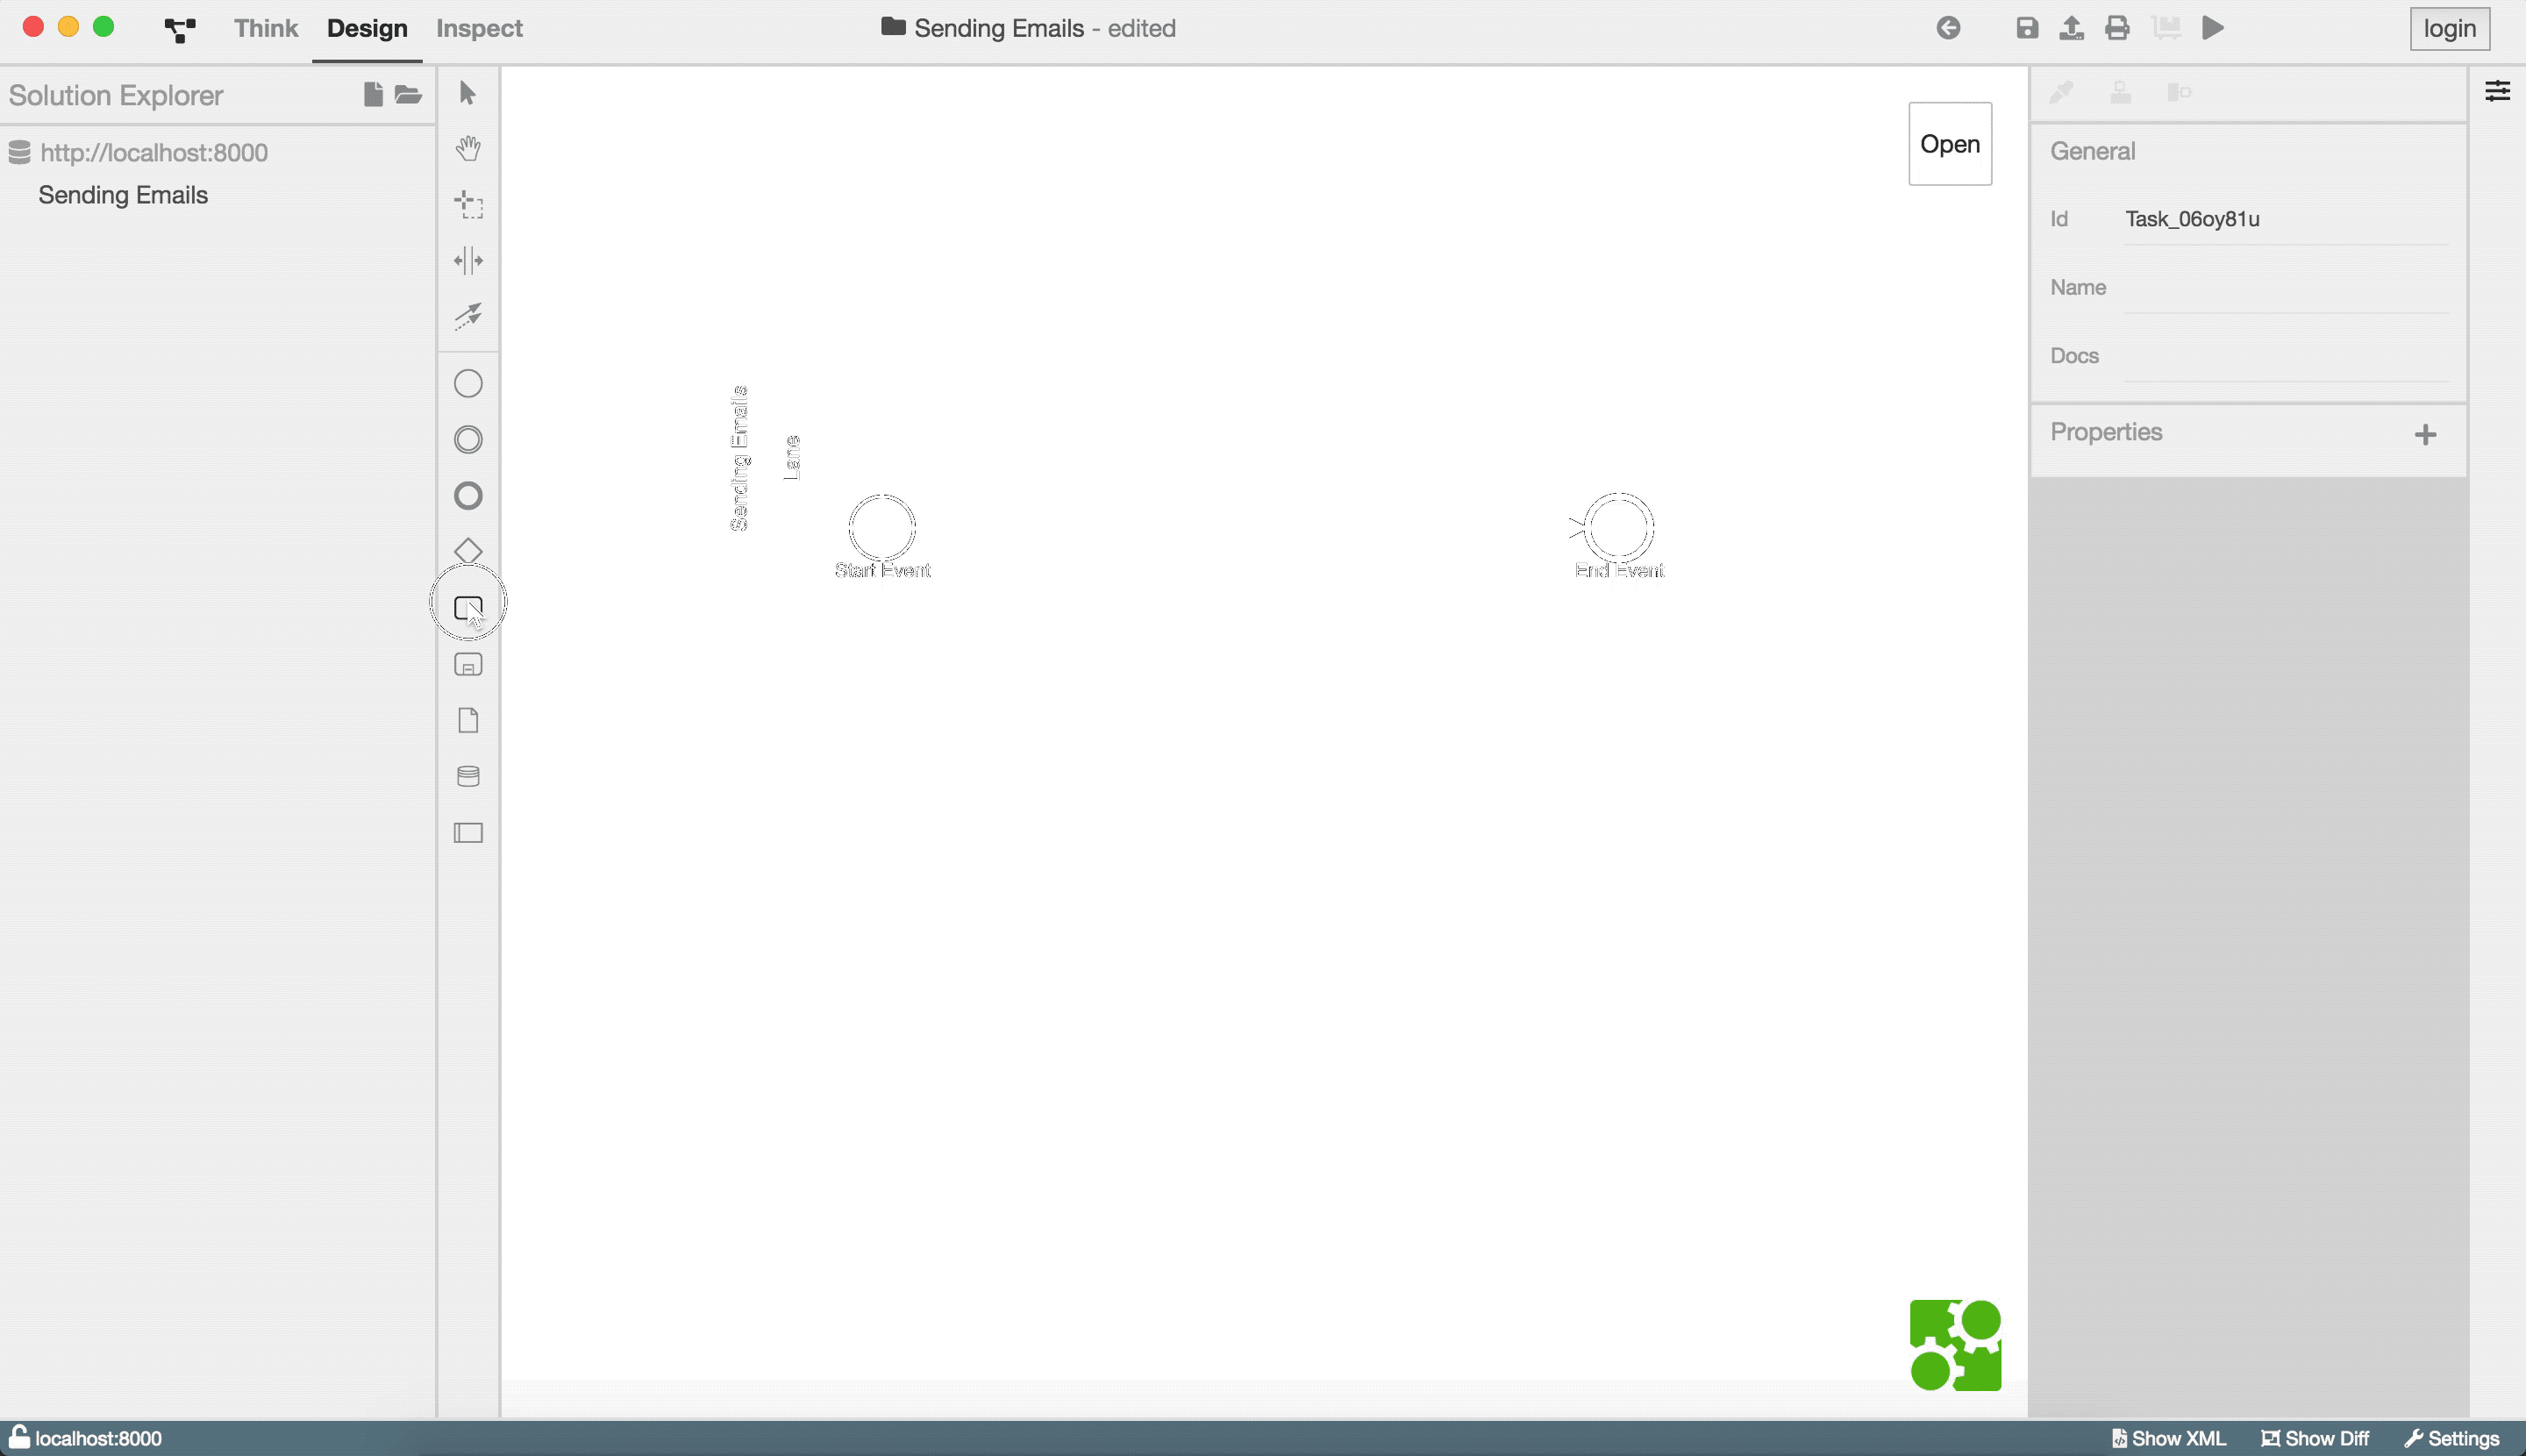 Think Design Inspect
Sending Emails - edited
login
Solution Explorer
http://localhost:8000
Sending Emails
Open
General
Id Task_06oy81u
Name
Docs
Properties
Sending Emails
Lane
Start Event
End Event
localhost:8000
Show XML Show Diff Settings